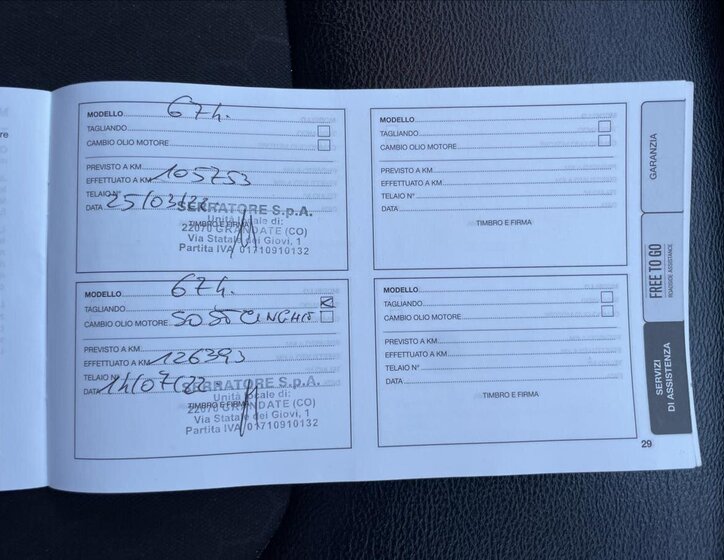 MODELLO 674.
TAGLIANDO
CAMBIO OLIO MOTORE
PREVISTO A KM
EFFETTUATO A KM 105753
TELAIO N°
DATA 25/03/22.
SERRATORE S.p.A.
Unità locale di:
TIMBRO E FIRMA
22070 GRANDATE (CO)
Via Statale dei Giovi, 1
Partita IVA 01710910132
MODELLO 674.
TAGLIANDO
CAMBIO OLIO MOTORE
PREVISTO A KM
EFFETTUATO A KM 126393
TELAIO N°
DATA 14/07/22
SERRATORE S.p.A.
Unità locale di:
TIMBRO E FIRMA
22070 GRANDATE (CO)
Via Statale dei Giovi, 1
Partita IVA 01710910132
MODELLO
TAGLIANDO
CAMBIO OLIO MOTORE
PREVISTO A KM
EFFETTUATO A KM
TELAIO N°
DATA
TIMBRO E FIRMA
MODELLO
TAGLIANDO
CAMBIO OLIO MOTORE
PREVISTO A KM
EFFETTUATO A KM
TELAIO N°
DATA
TIMBRO E FIRMA
29
GARANZIA
FREE TO GO
ROADSIDE ASSISTANCE
SERVIZI
DI ASSISTENZA